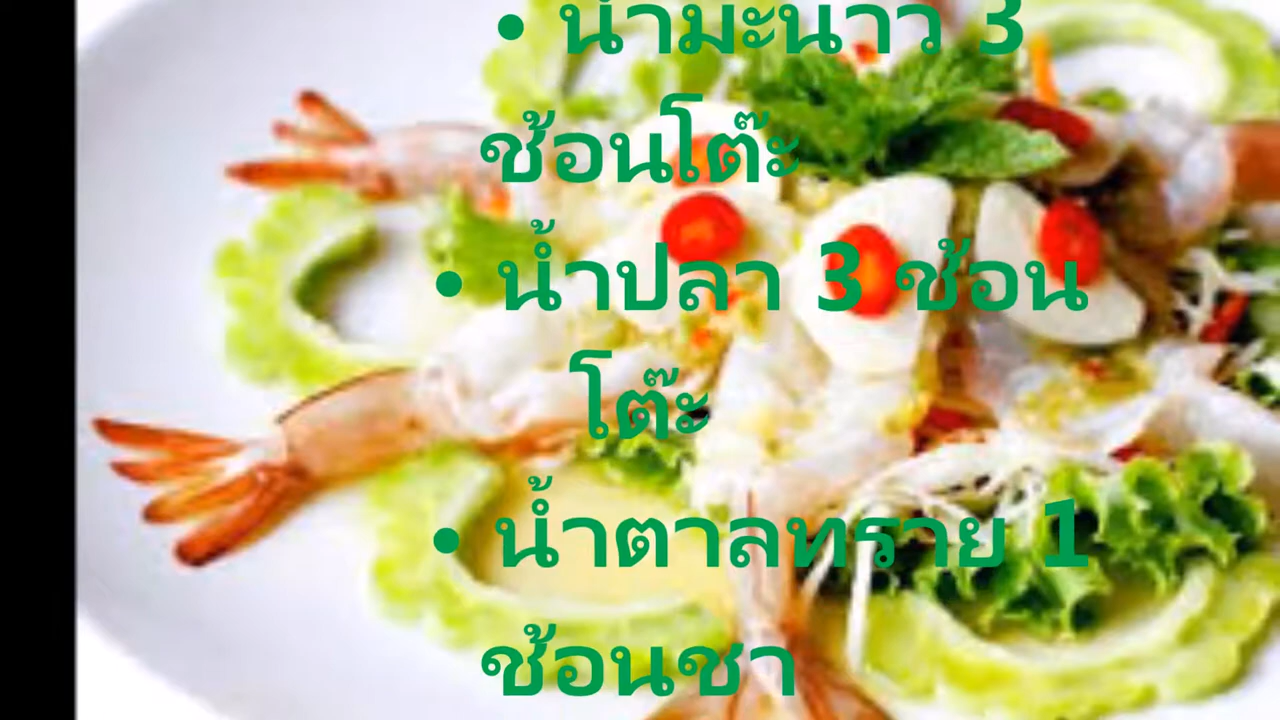 • น้ำมะนาว 3
ช้อนโต๊ะ
• น้ำปลา 3 ช้อน
โต๊ะ
• น้ำตาลทราย 1
ช้อนชา